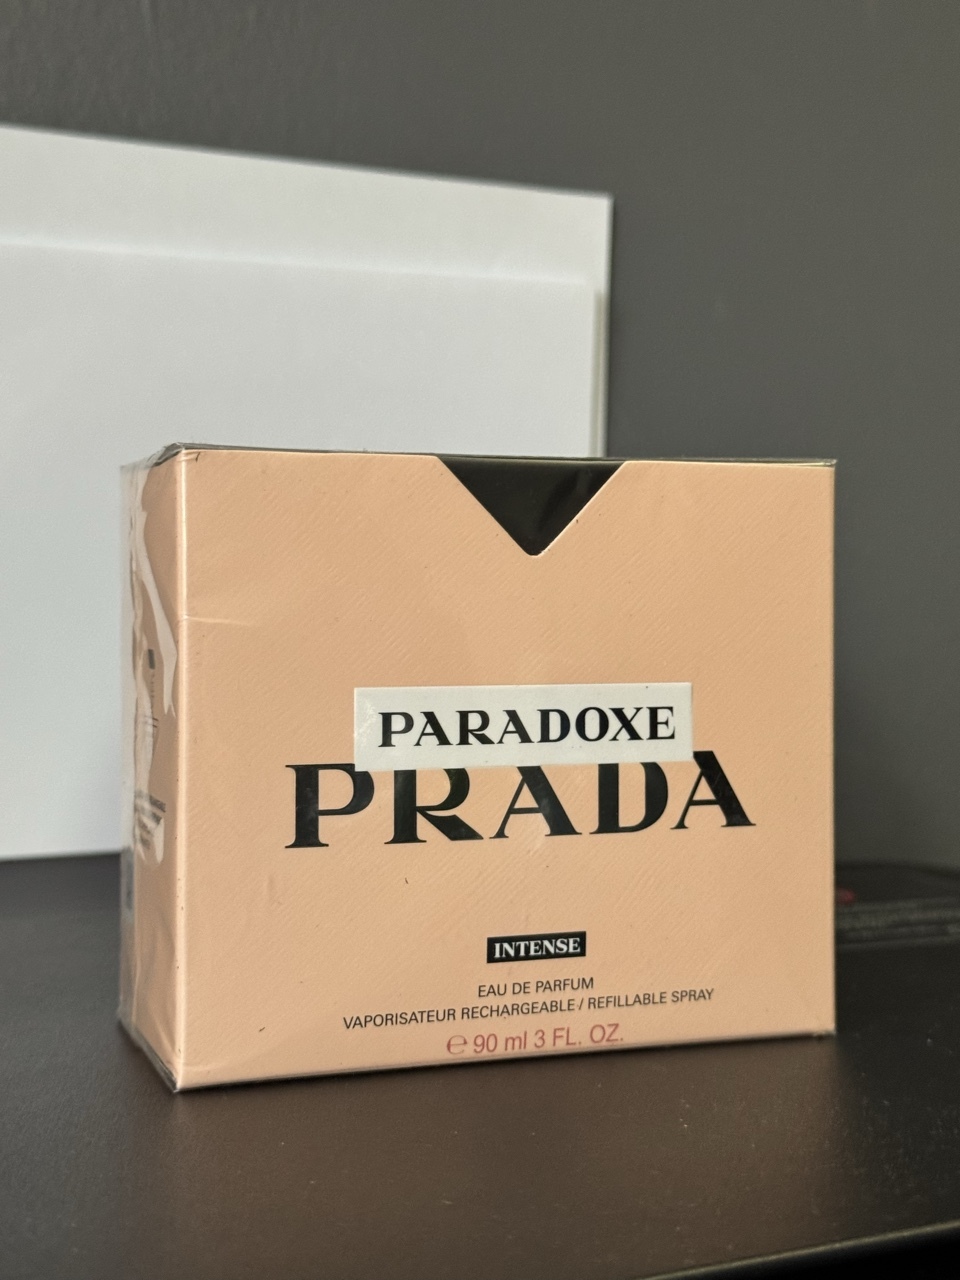 PARADOXE
PRADA
INTENSE
EAU DE PARFUM
VAPORISATEUR RECHARGEABLE / REFILLABLE SPRAY
℮ 90 ml 3 FL. OZ.